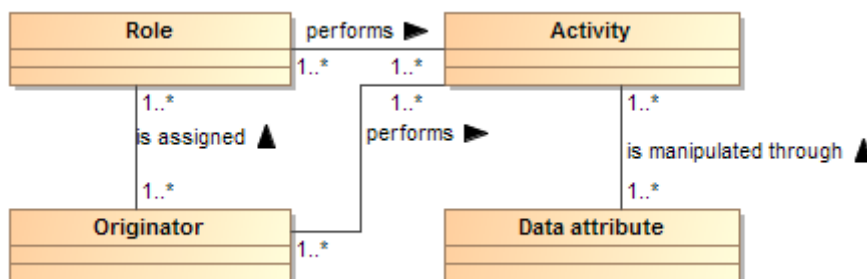 Role
performs
Activity
1..*
1..*
1..*
1..*
1..*
is assigned
performs
is manipulated through
1..*
1..*
Originator
Data attribute
1..*